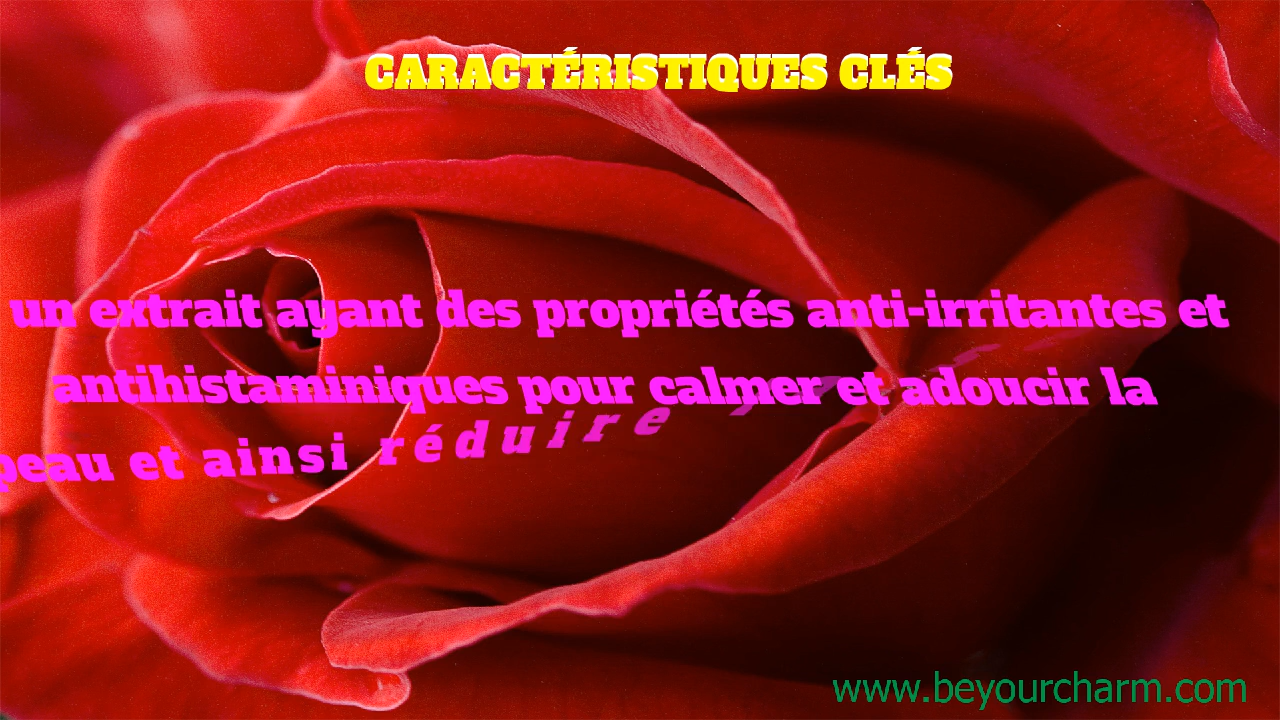 CARACTÉRISTIQUES CLÉS
un extrait ayant des propriétés anti-irritantes et
antihistaminiques pour calmer et adoucir la
peau et ainsi réduire
www.beyourcharm.com